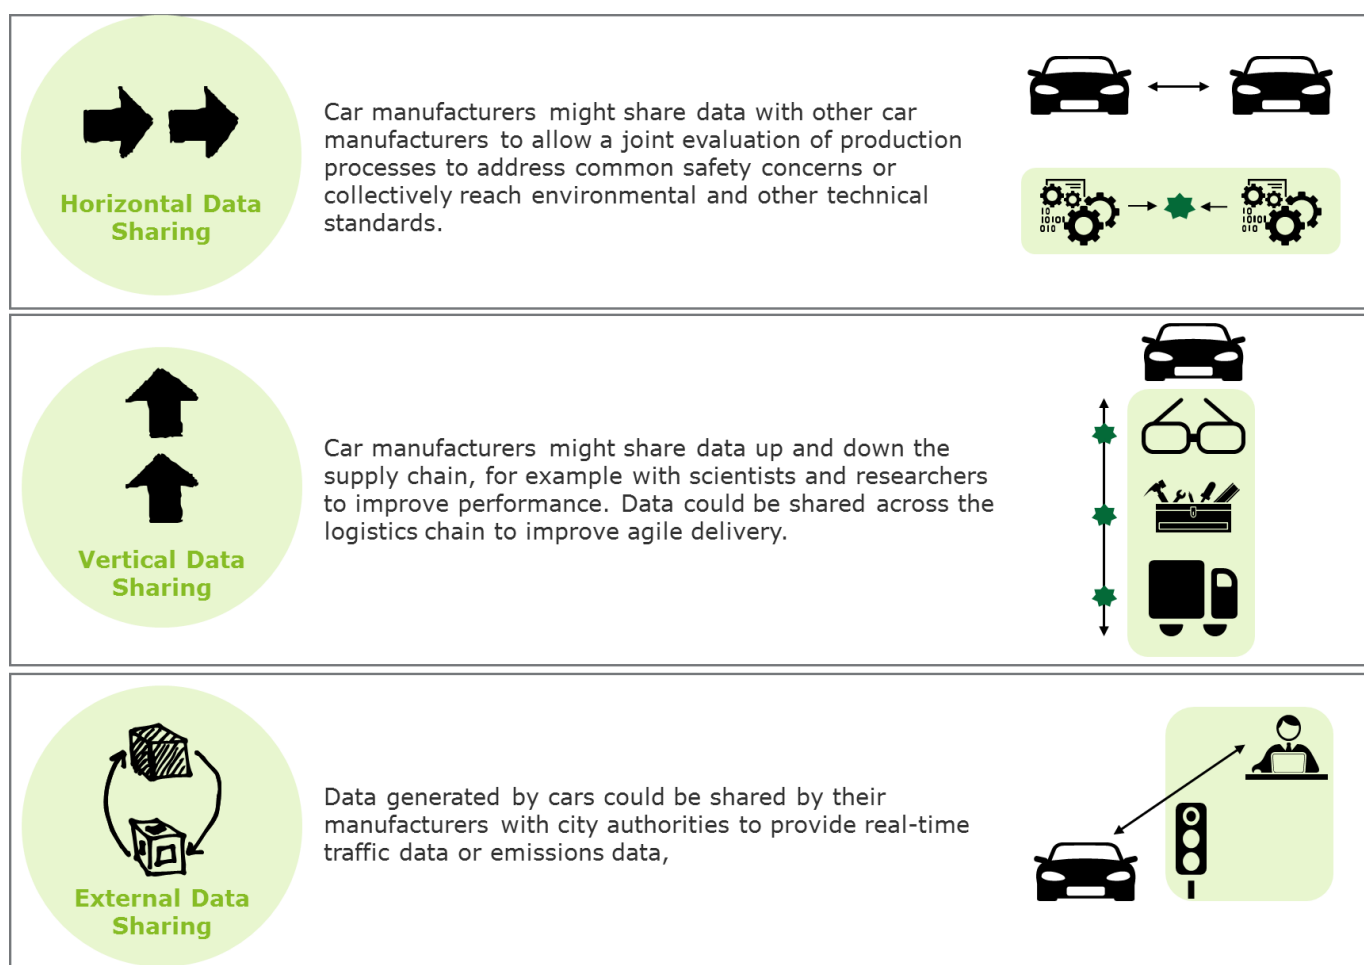 Horizontal Data
Sharing
Car manufacturers might share data with other car
manufacturers to allow a joint evaluation of production
processes to address common safety concerns or
collectively reach environmental and other technical
standards.
10
10101
010
10
10101
010
Vertical Data
Sharing
Car manufacturers might share data up and down the
supply chain, for example with scientists and researchers
to improve performance. Data could be shared across the
logistics chain to improve agile delivery.
External Data
Sharing
Data generated by cars could be shared by their
manufacturers with city authorities to provide real-time
traffic data or emissions data,